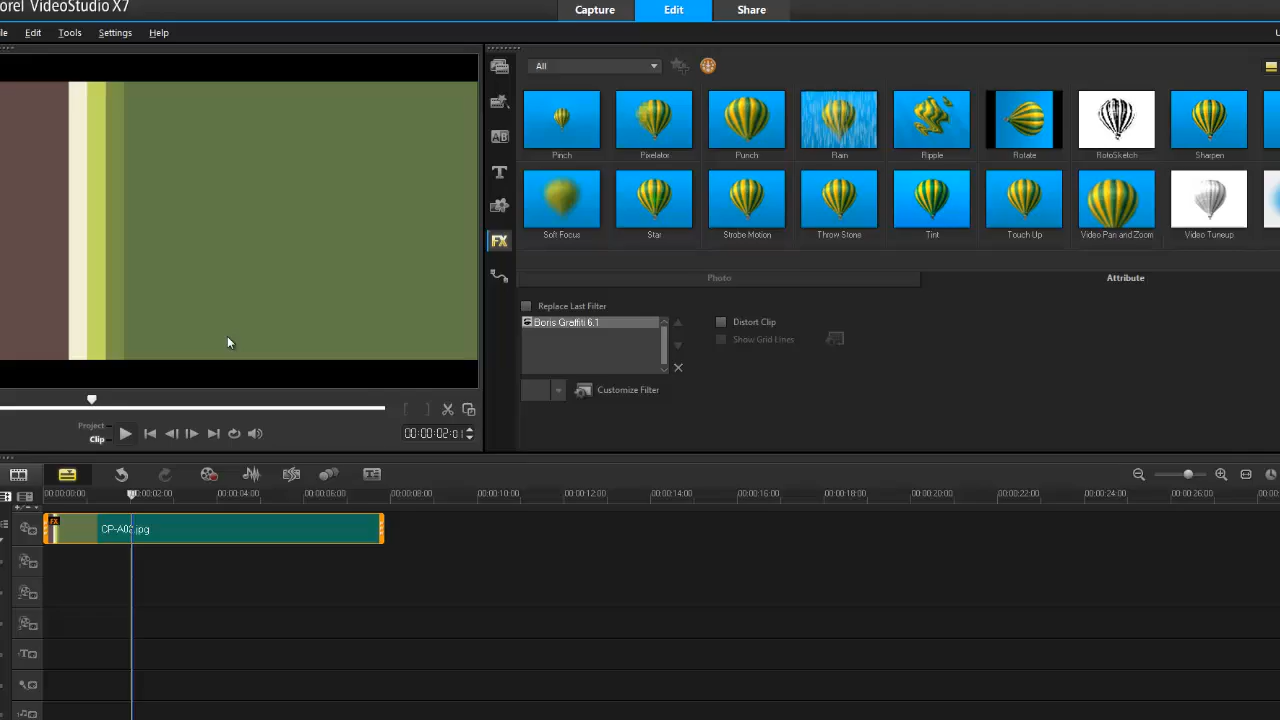 orel VideoStudio X7
Capture
Edit
Share
le
Edit
Tools
Settings
Help
All
Pinch
Pixelator
Punch
Rain
Ripple
Rotate
RotoSketch
Sharpen
Soft Focus
Star
Strobe Motion
Throw Stons
Tint
Touch Up
Video Pan and Zoom
Video Tuneup
Photo
Attribute
Replace Last Filter
Boris Graffiti 6.1
Distort Clip
Show Grid Lines
Customize Filter
Project
Clip
00:00:02:01
AB
T
FX
00:00:00:00
00:00:02:00
00:00:04:00
00:00:06:00
00:00:08:00
00:00:10:00
00:00:12:00
00:00:14:00
00:00:16:00
00:00:18:00
00:00:20:00
00:00:22:00
00:00:24:00
00:00:26:00
FX
CP-A02.jpg